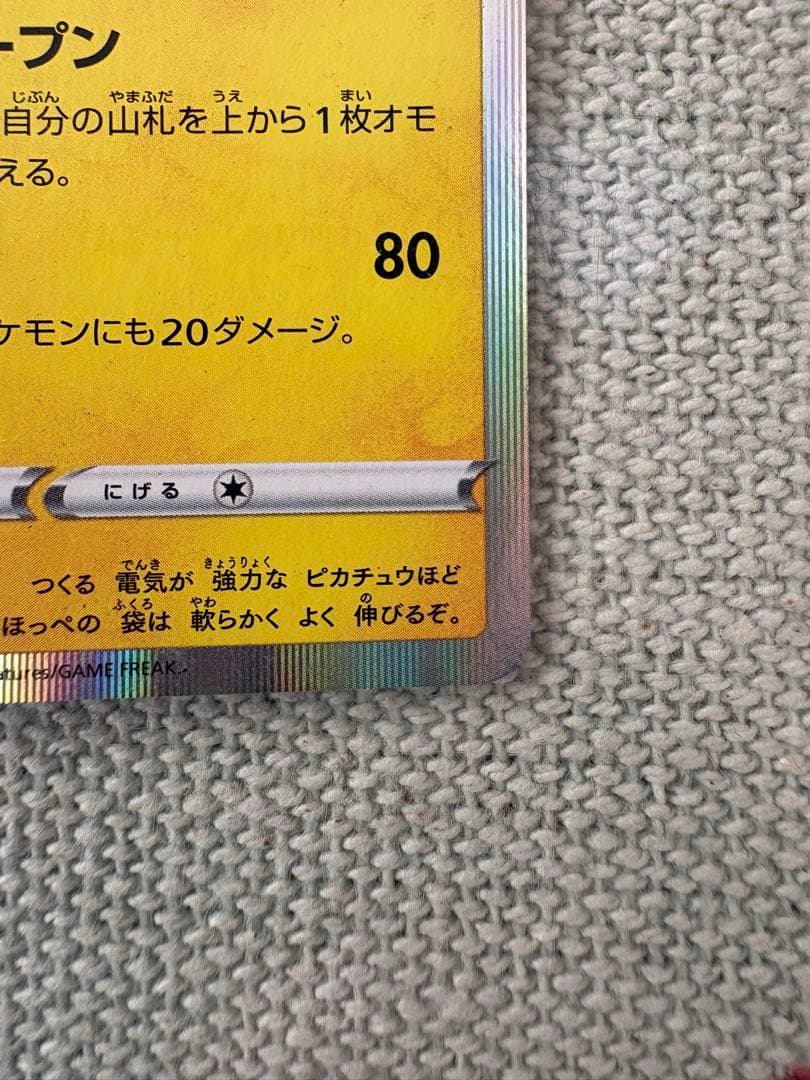 ープン
自分の山札を上から1枚オモ
える。
80
ケモンにも20ダメージ。
にげる
つくる 電気が 強力な ピカチュウほど
ほっぺの 袋は 軟らかく よく 伸びるぞ。
atures/GAME FREAK.